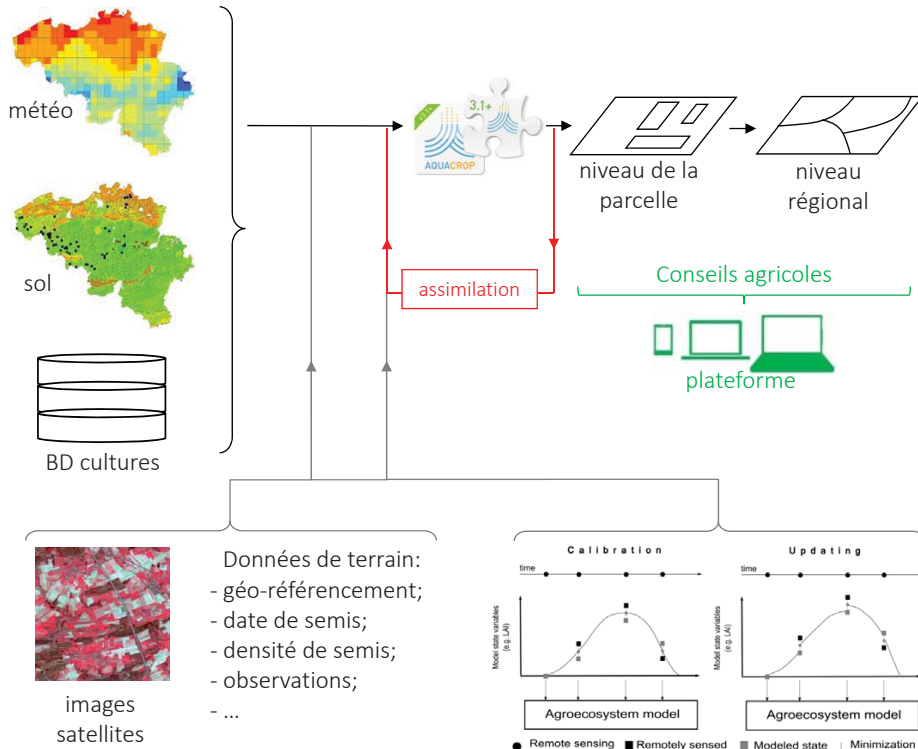 météo
sol
BD cultures
3.1+
AQUACROP
niveau de la
parcelle
niveau
régional
assimilation
Conseils agricoles
plateforme
images
satellites
Données de terrain:
- géo-référencement;
- date de semis;
- densité de semis;
- observations;
- ...
Calibration
time
Model state variables
(e.g. LAI)
Agroecosystem model
Updating
time
Model state variables
(e.g. LAI)
Agroecosystem model
Remote sensing
Remotely sensed
Modeled state
Minimization